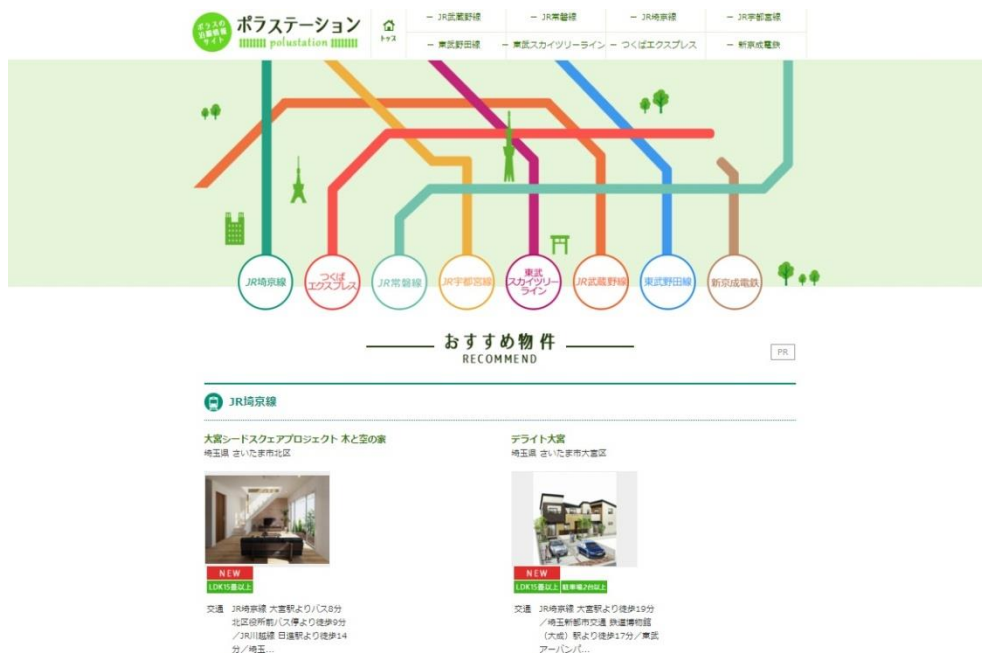 ポラスの
沿線情報
サイト
ポラステーション
polustation
トップ
− JR武蔵野線
− JR常磐線
− JR埼京線
− JR宇都宮線
− 東武野田線
− 東武スカイツリーライン
− つくばエクスプレス
− 新京成電鉄
JR埼京線
つくば
エクスプレス
JR常磐線
JR宇都宮線
東武
スカイツリー
ライン
JR武蔵野線
東武野田線
新京成電鉄
おすすめ物件
RECOMMEND
PR
JR埼京線
大宮シードスクェアプロジェクト 木と空の家
埼玉県 さいたま市北区
NEW
LDK15畳以上
交通 JR埼京線 大宮駅よりバス8分
北区役所前バス停より徒歩9分
／JR川越線 日進駅より徒歩14
分／埼玉...
デライト大宮
埼玉県 さいたま市大宮区
NEW
LDK15畳以上 駐車場2台以上
交通 JR埼京線 大宮駅より徒歩19分
／埼玉新都市交通 鉄道博物館
（大成）駅より徒歩17分／東武
アーバンパ...